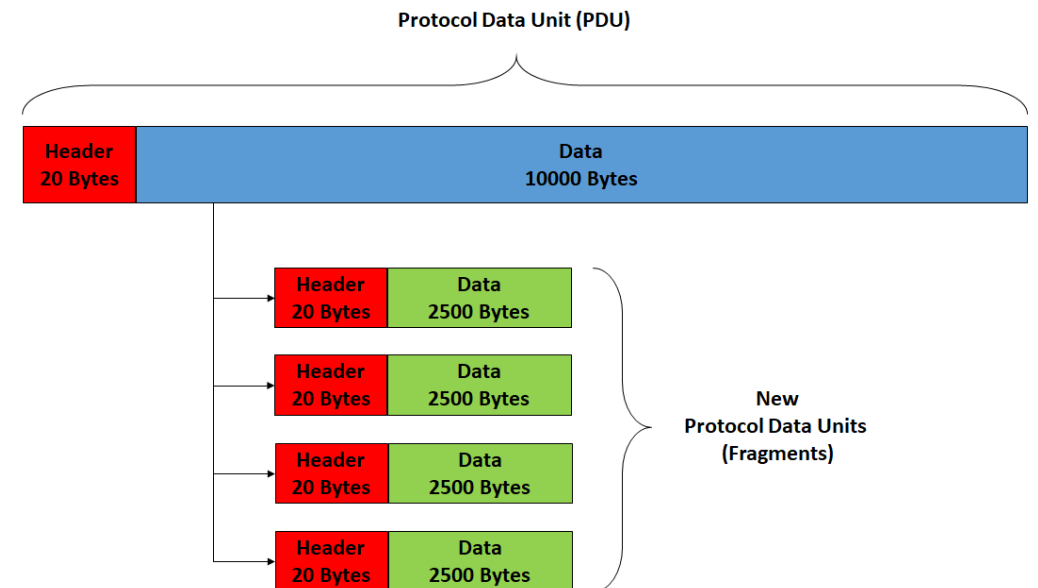 Protocol Data Unit (PDU)
Header
20 Bytes
Data
10000 Bytes
Header
20 Bytes
Data
2500 Bytes
Header
20 Bytes
Data
2500 Bytes
Header
20 Bytes
Data
2500 Bytes
Header
20 Bytes
Data
2500 Bytes
New
Protocol Data Units
(Fragments)